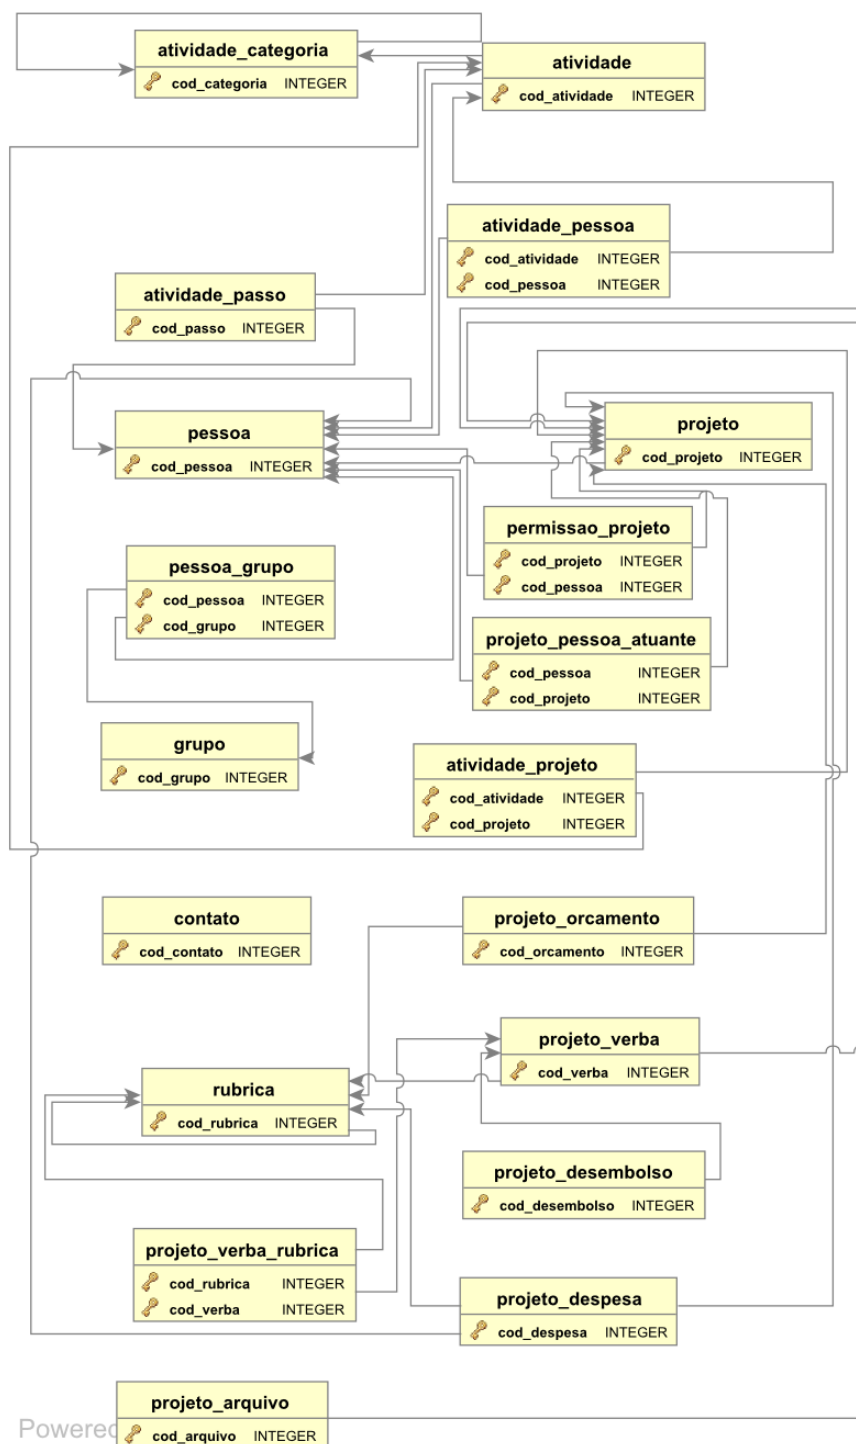 atividade_categoria
cod_categoria INTEGER
atividade
cod_atividade INTEGER
atividade_pessoa
cod_atividade INTEGER
cod_pessoa INTEGER
atividade_passo
cod_passo INTEGER
pessoa
cod_pessoa INTEGER
projeto
cod_projeto INTEGER
permissao_projeto
cod_projeto INTEGER
cod_pessoa INTEGER
pessoa_grupo
cod_pessoa INTEGER
cod_grupo INTEGER
projeto_pessoa_atuante
cod_pessoa INTEGER
cod_projeto INTEGER
grupo
cod_grupo INTEGER
atividade_projeto
cod_atividade INTEGER
cod_projeto INTEGER
contato
cod_contato INTEGER
projeto_orcamento
cod_orcamento INTEGER
projeto_verba
cod_verba INTEGER
rubrica
cod_rubrica INTEGER
projeto_desembolso
cod_desembolso INTEGER
projeto_verba_rubrica
cod_rubrica INTEGER
cod_verba INTEGER
projeto_despesa
cod_despesa INTEGER
projeto_arquivo
cod_arquivo INTEGER
Powered